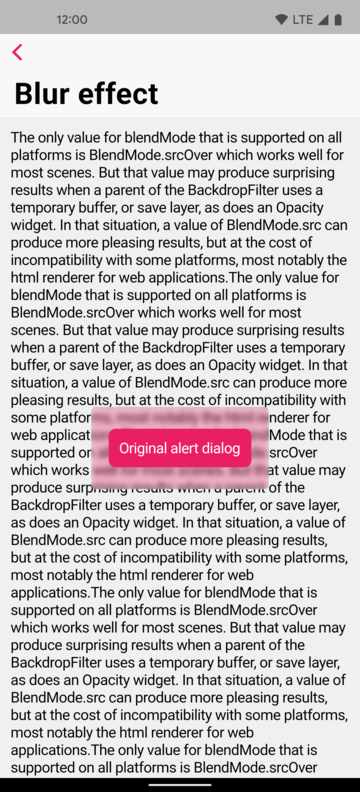 12:00
LTE
Blur effect
The only value for blendMode that is supported on all
platforms is BlendMode.srcOver which works well for
most scenes. But that value may produce surprising
results when a parent of the BackdropFilter uses a
temporary buffer, or save layer, as does an Opacity
widget. In that situation, a value of BlendMode.src can
produce more pleasing results, but at the cost of
incompatibility with some platforms, most notably the
html renderer for web applications.The only value for
blendMode that is supported on all platforms is
BlendMode.srcOver which works well for most
scenes. But that value may produce surprising results
when a parent of the BackdropFilter uses a temporary
buffer, or save layer, as does an Opacity widget. In that
situation, a value of BlendMode.src can produce more
pleasing results, but at the cost of incompatibility with
some platforms, most notably the html renderer for
web applicat Mode that is
Original alert dialog
supported on srcOver
which works that value may
produce surprising results when a parent of the
BackdropFilter uses a temporary buffer, or save layer,
as does an Opacity widget. In that situation, a value of
BlendMode.src can produce more pleasing results,
but at the cost of incompatibility with some platforms,
most notably the html renderer for web
applications.The only value for blendMode that is
supported on all platforms is BlendMode.srcOver
which works well for most scenes. But that value may
produce surprising results when a parent of the
BackdropFilter uses a temporary buffer, or save layer,
as does an Opacity widget. In that situation, a value of
BlendMode.src can produce more pleasing results,
but at the cost of incompatibility with some platforms,
most notably the html renderer for web
applications.The only value for blendMode that is
supported on all platforms is BlendMode.srcOver